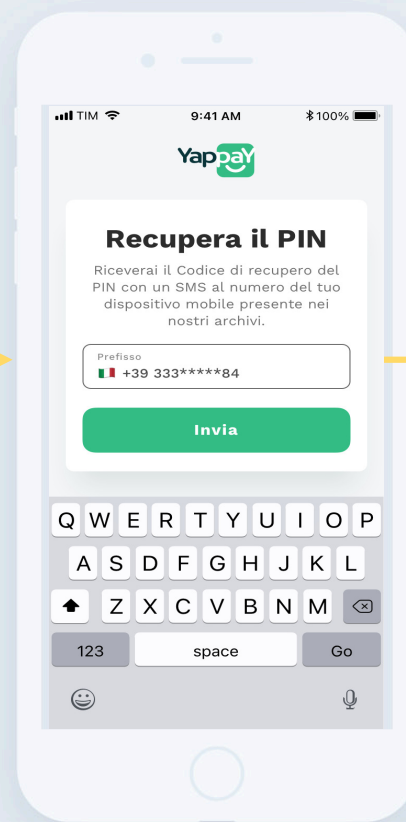 TIM 9:41 AM 100%
YappaY
Recupera il PIN
Riceverai il Codice di recupero del
PIN con un SMS al numero del tuo
dispositivo mobile presente nei
nostri archivi.
Prefisso
+39 333*****84
Invia
Q W E R T Y U I O P
A S D F G H J K L
Z X C V B N M
123 space Go